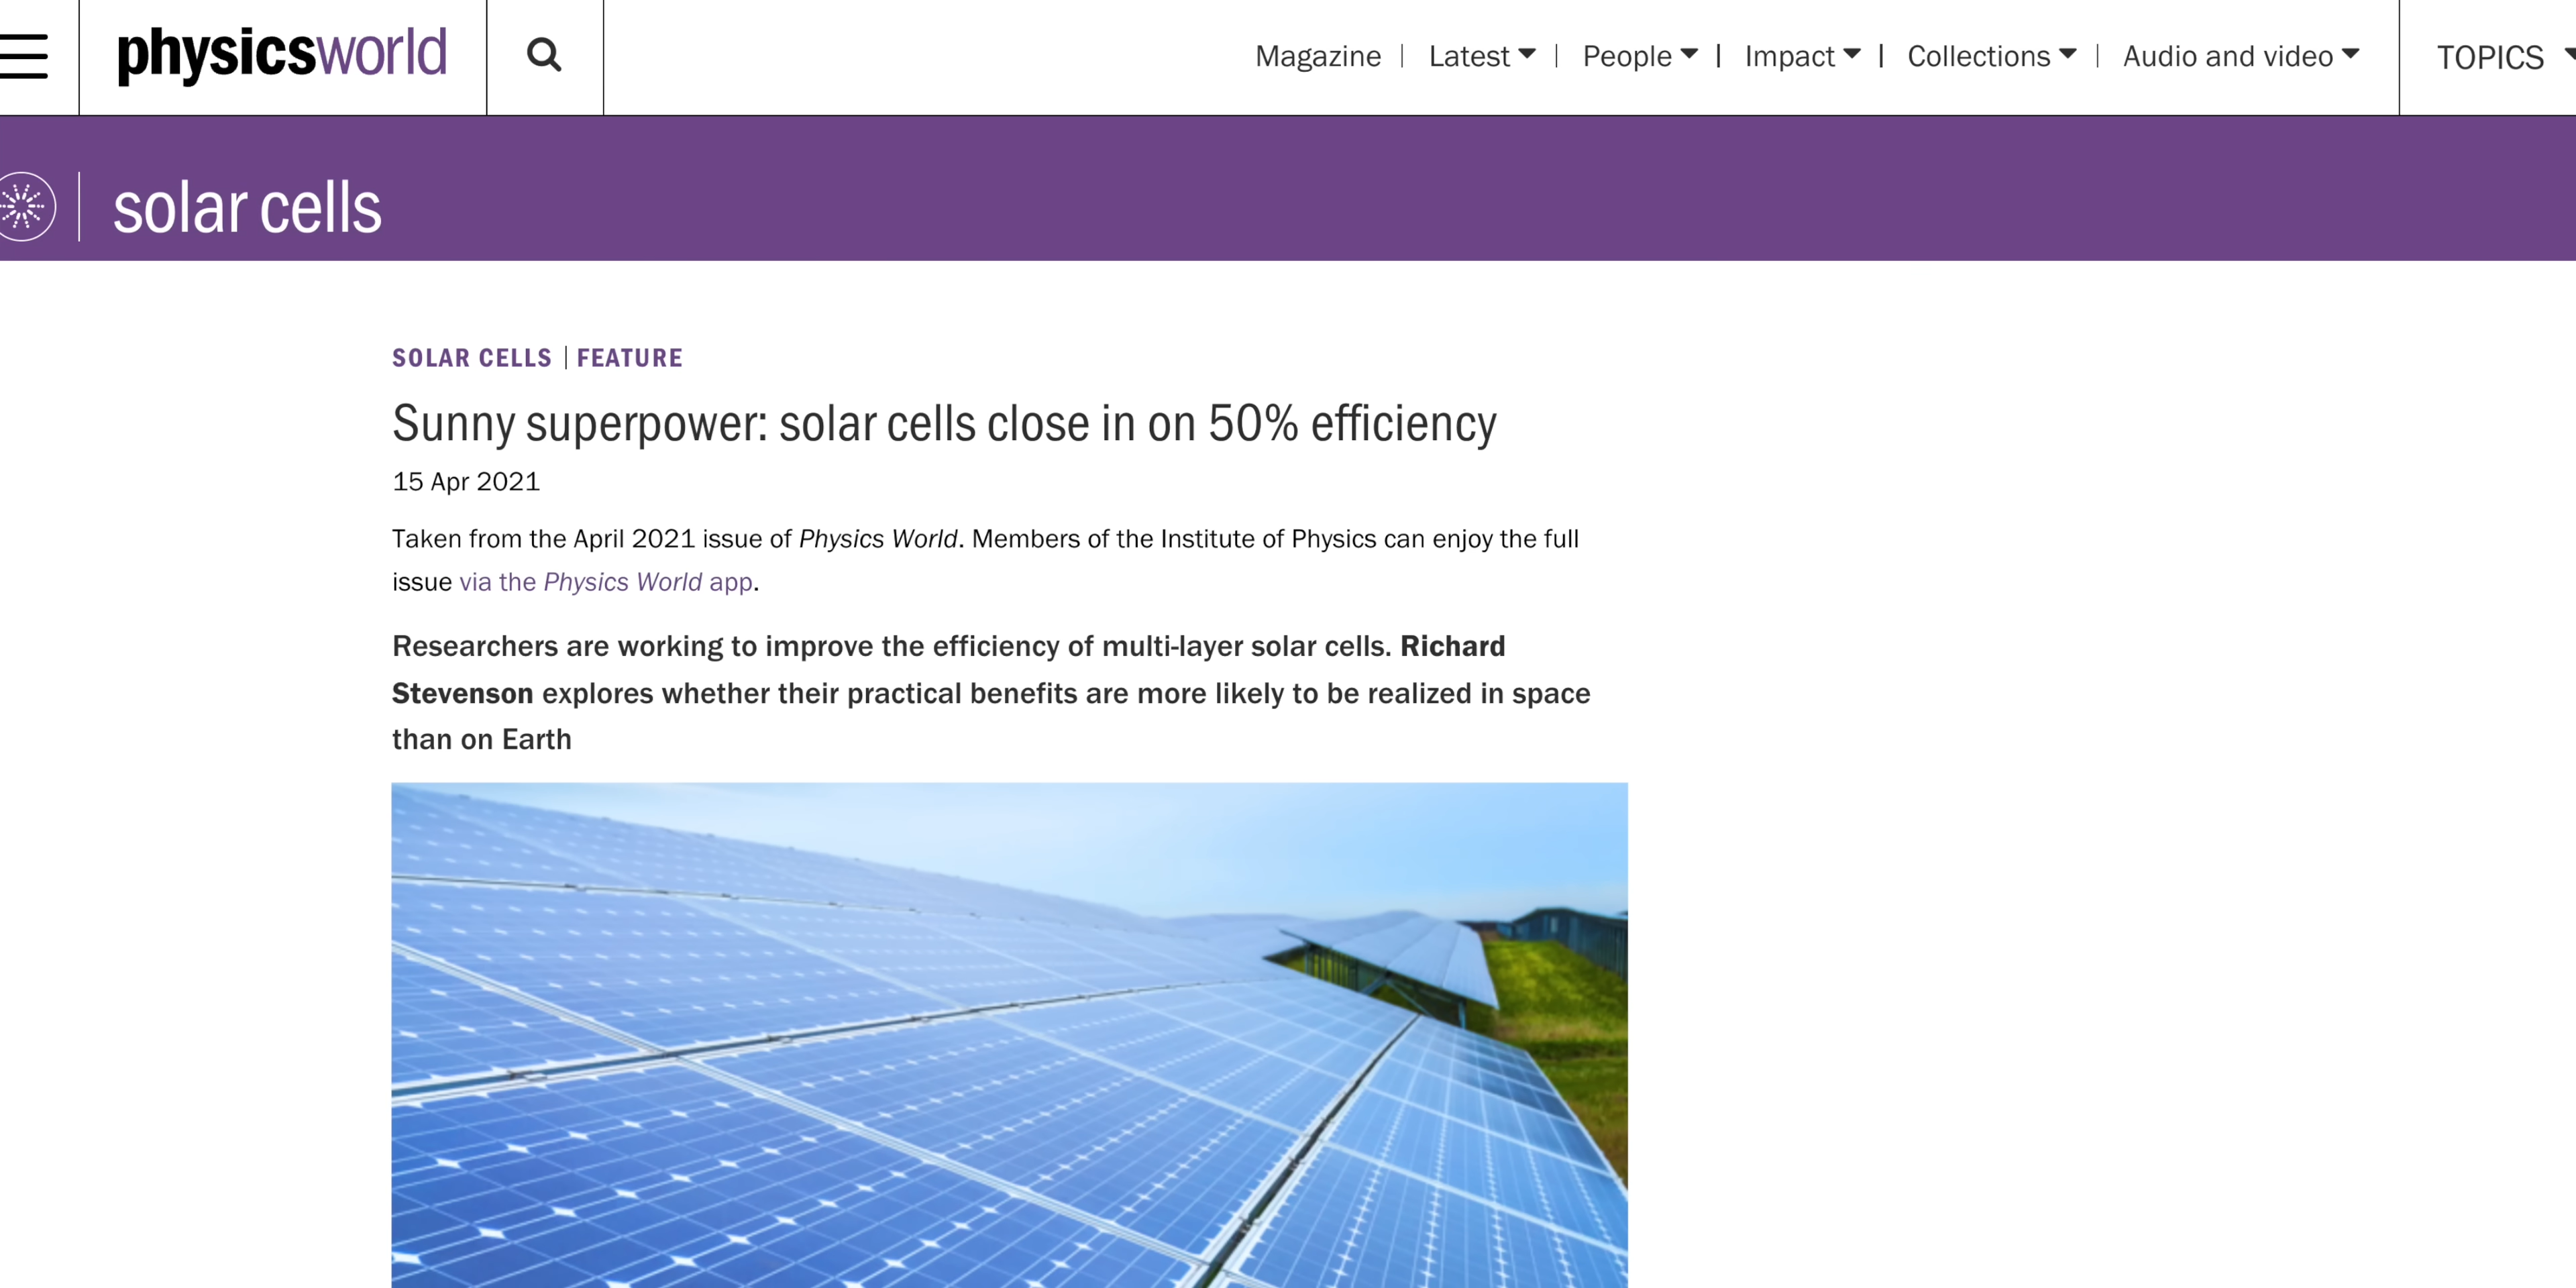 physicsworld
Magazine | Latest | People | Impact | Collections | Audio and video
TOPICS
solar cells
SOLAR CELLS | FEATURE
Sunny superpower: solar cells close in on 50% efficiency
15 Apr 2021
Taken from the April 2021 issue of Physics World. Members of the Institute of Physics can enjoy the full
issue via the Physics World app.
Researchers are working to improve the efficiency of multi-layer solar cells. Richard
Stevenson explores whether their practical benefits are more likely to be realized in space
than on Earth